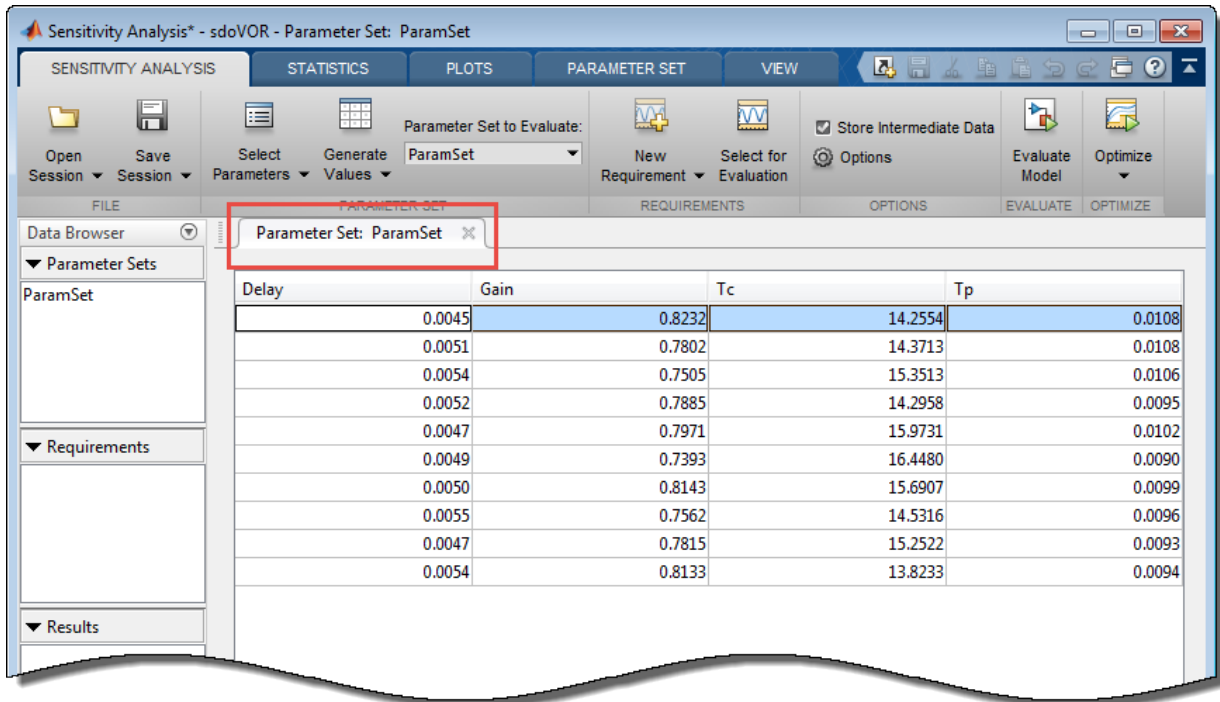 Sensitivity Analysis* - sdoVOR - Parameter Set: ParamSet
SENSITIVITY ANALYSIS STATISTICS PLOTS PARAMETER SET VIEW
Open Session
Save Session
Select Parameters
Generate Values
Parameter Set to Evaluate:
ParamSet
New Requirement
Select for Evaluation
Store Intermediate Data
Options
Evaluate Model
Optimize
FILE PARAMETER SET REQUIREMENTS OPTIONS EVALUATE OPTIMIZE
Data Browser
Parameter Set: ParamSet
Parameter Sets
ParamSet
Requirements
Results
Delay Gain Tc Tp
0.0045 0.8232 14.2554 0.0108
0.0051 0.7802 14.3713 0.0108
0.0054 0.7505 15.3513 0.0106
0.0052 0.7885 14.2958 0.0095
0.0047 0.7971 15.9731 0.0102
0.0049 0.7393 16.4480 0.0090
0.0050 0.8143 15.6907 0.0099
0.0055 0.7562 14.5316 0.0096
0.0047 0.7815 15.2522 0.0093
0.0054 0.8133 13.8233 0.0094